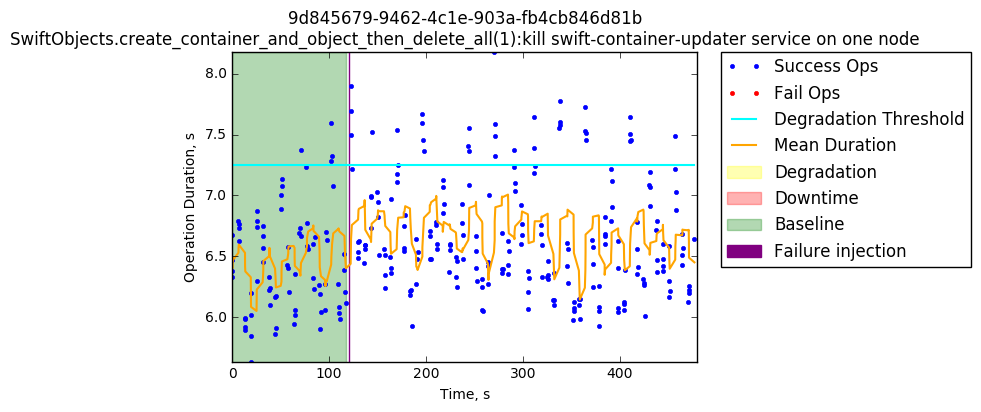 9d845679-9462-4c1e-903a-fb4cb846d81b
SwiftObjects.create_container_and_object_then_delete_all(1):kill swift-container-updater service on one node
8.0
7.5
7.0
6.5
6.0
Operation Duration, s
0 100 200 300 400
Time, s
Success Ops
Fail Ops
Degradation Threshold
Mean Duration
Degradation
Downtime
Baseline
Failure injection